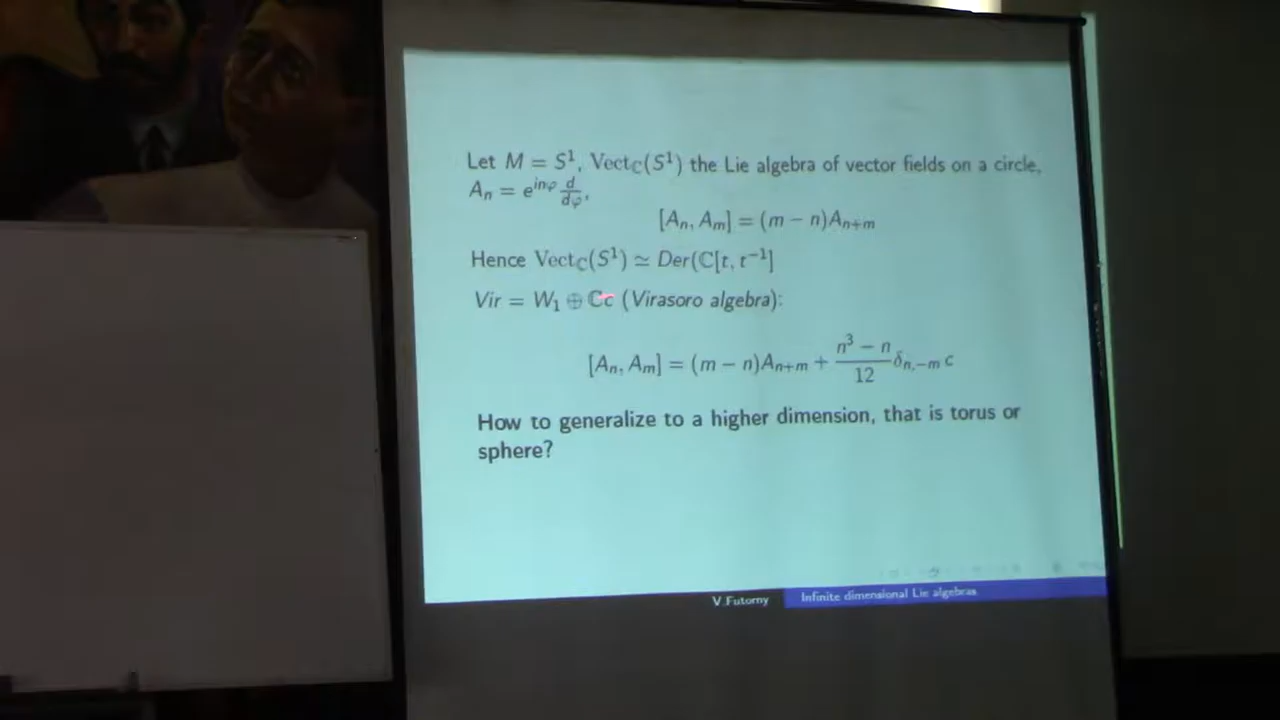 Let M = S¹, Vect_ℂ(S¹) the Lie algebra of vector fields on a circle,
A_n = e^{inφ} d/dφ,
[A_n, A_m] = (m − n)A_{n+m}
Hence Vect_ℂ(S¹) ≃ Der(ℂ[t, t⁻¹]
Vir = W₁ ⊕ ℂc (Virasoro algebra):
[A_n, A_m] = (m − n)A_{n+m} + (n³ − n)/12 δ_{n,−m} c
How to generalize to a higher dimension, that is torus or
sphere?
V.Futorny Infinite dimensional Lie algebras